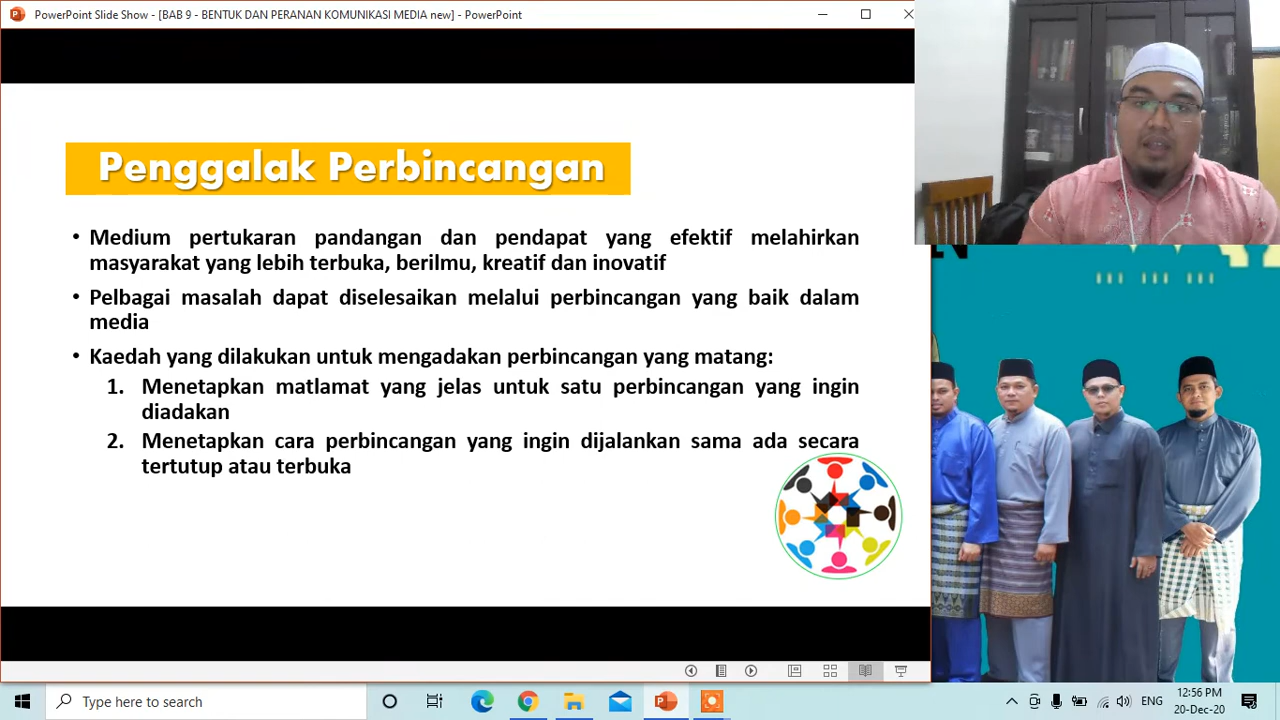 PowerPoint Slide Show - [BAB 9 - BENTUK DAN PERANAN KOMUNIKASI MEDIA new] - PowerPoint
Penggalak Perbincangan
• Medium pertukaran pandangan dan pendapat yang efektif melahirkan
masyarakat yang lebih terbuka, berilmu, kreatif dan inovatif
• Pelbagai masalah dapat diselesaikan melalui perbincangan yang baik dalam
media
• Kaedah yang dilakukan untuk mengadakan perbincangan yang matang:
1. Menetapkan matlamat yang jelas untuk satu perbincangan yang ingin
diadakan
2. Menetapkan cara perbincangan yang ingin dijalankan sama ada secara
tertutup atau terbuka
Type here to search
ENG
12:56 PM
20-Dec-20